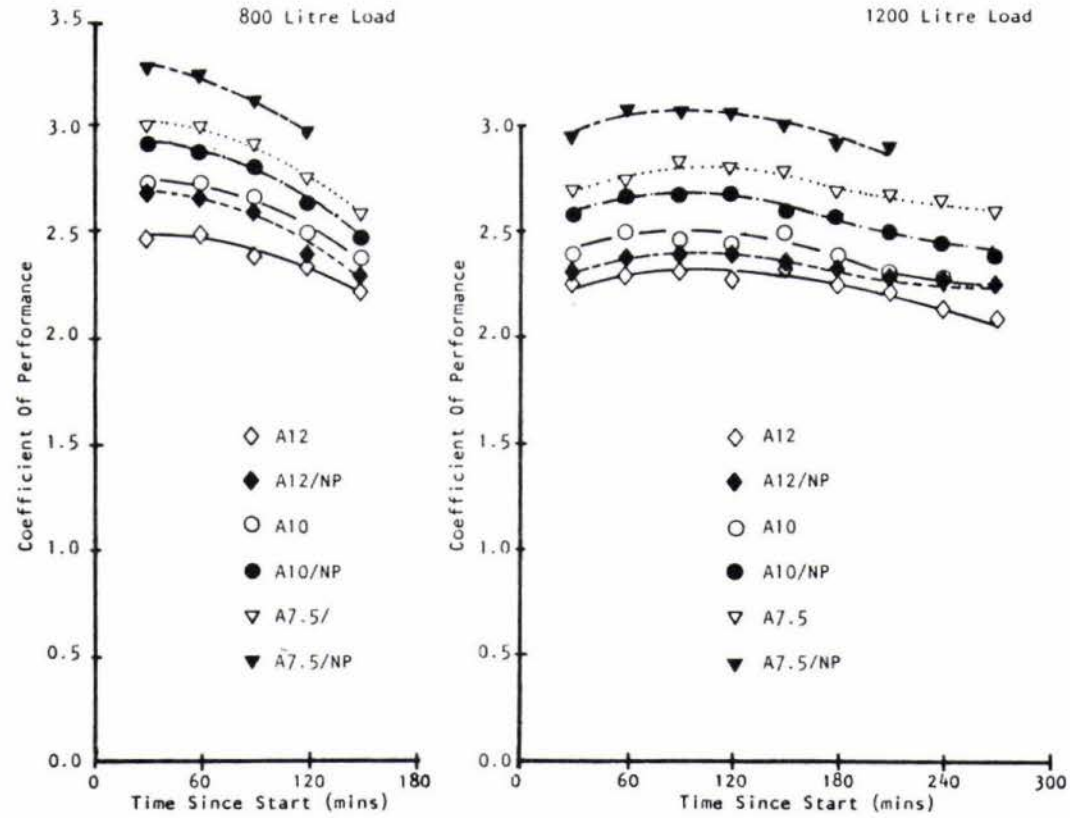 800 Litre Load
3.5
3.0
2.5
2.0
1.5
1.0
0.5
0.0
Coefficient Of Performance
A12
A12/NP
A10
A10/NP
A7.5/
A7.5/NP
0 60 120 180
Time Since Start (mins)
1200 Litre Load
3.0
2.5
2.0
1.5
1.0
0.5
0.0
Coefficient Of Performance
A12
A12/NP
A10
A10/NP
A7.5
A7.5/NP
0 60 120 180 240 300
Time Since Start (mins)